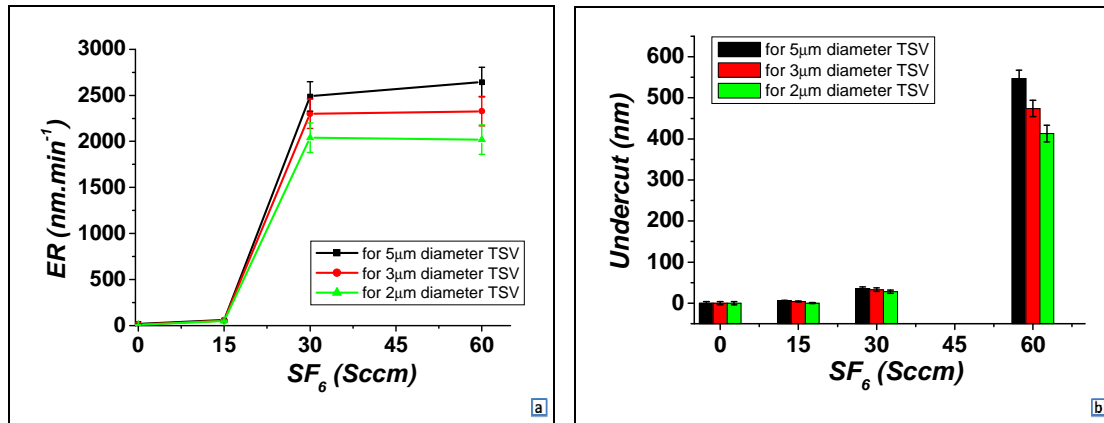 3000
2500
2000
1500
1000
500
0
ER (nm.min⁻¹)
for 5µm diameter TSV
for 3µm diameter TSV
for 2µm diameter TSV
0 15 30 45 60
SF₆ (Sccm)
a
600
500
400
300
200
100
0
Undercut (nm)
for 5µm diameter TSV
for 3µm diameter TSV
for 2µm diameter TSV
0 15 30 45 60
SF₆ (Sccm)
b